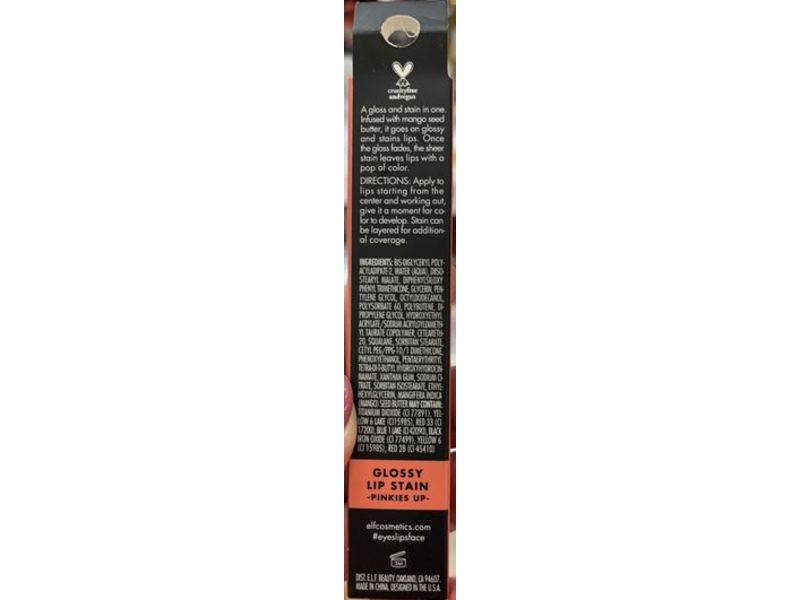 crueltyfree
andvegan
A gloss and stain in one.
Infused with mango seed
butter, it goes on glossy
and stains lips. Once
the gloss fades, the sheer
stain leaves lips with a
pop of color.
DIRECTIONS: Apply to
lips starting from the
center and working out,
give it a moment for co-
lor to develop. Stain can
be layered for addition-
al coverage.
INGREDIENTS: BIS-DIGLYCERYL POLY-
ACYLADIPATE-2, WATER (AQUA), DIISO-
STEARYL MALATE, DIPHENYLSILOXY
PHENYL TRIMETHICONE, GLYCERIN, PEN-
TYLENE GLYCOL, OCTYLDODECANOL,
POLYSORBATE 60, POLYBUTENE, DI-
PROPYLENE GLYCOL, HYDROXYETHYL
ACRYLATE/SODIUM ACRYLOYLDIMETH-
YL TAURATE COPOLYMER, CETEARETH-
20, SQUALANE, SORBITAN STEARATE,
CETYL PEG/PPG-10/1 DIMETHICONE,
PHENOXYETHANOL, PENTAERYTHRITYL
TETRA-DI-T-BUTYL HYDROXYHYDROCIN-
NAMATE, XANTHAN GUM, SODIUM CI-
TRATE, SORBITAN ISOSTEARATE, ETHYL-
HEXYLGLYCERIN, MANGIFERA INDICA
(MANGO) SEED BUTTER MAY CONTAIN:
TITANIUM DIOXIDE (CI 77891), YEL-
LOW 6 LAKE (CI15985), RED 33 (CI
17200), BLUE 1 LAKE (CI 42090), BLACK
IRON OXIDE (CI 77499), YELLOW 6
(CI 15985), RED 28 (CI 45410)
GLOSSY
LIP STAIN
-PINKIES UP-
elfcosmetics.com
#eyeslipsface
24M
DIST. E.L.F. BEAUTY, OAKLAND, CA 94607.
MADE IN CHINA. DESIGNED IN THE U.S.A.